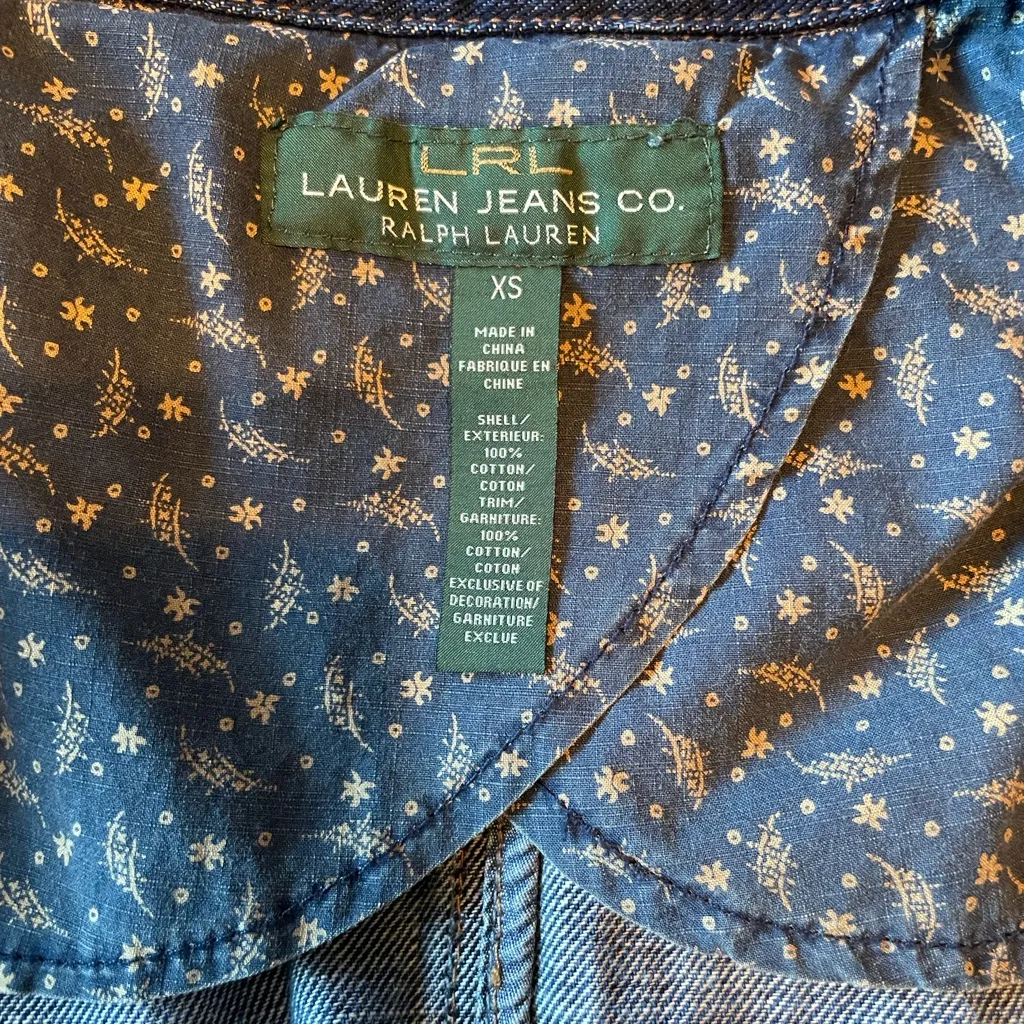 LRL
LAUREN JEANS CO.
RALPH LAUREN
XS
MADE IN
CHINA
FABRIQUE EN
CHINE
SHELL/
EXTERIEUR:
100%
COTTON/
COTON
TRIM/
GARNITURE:
100%
COTTON/
COTON
EXCLUSIVE OF
DECORATION/
GARNITURE
EXCLUE